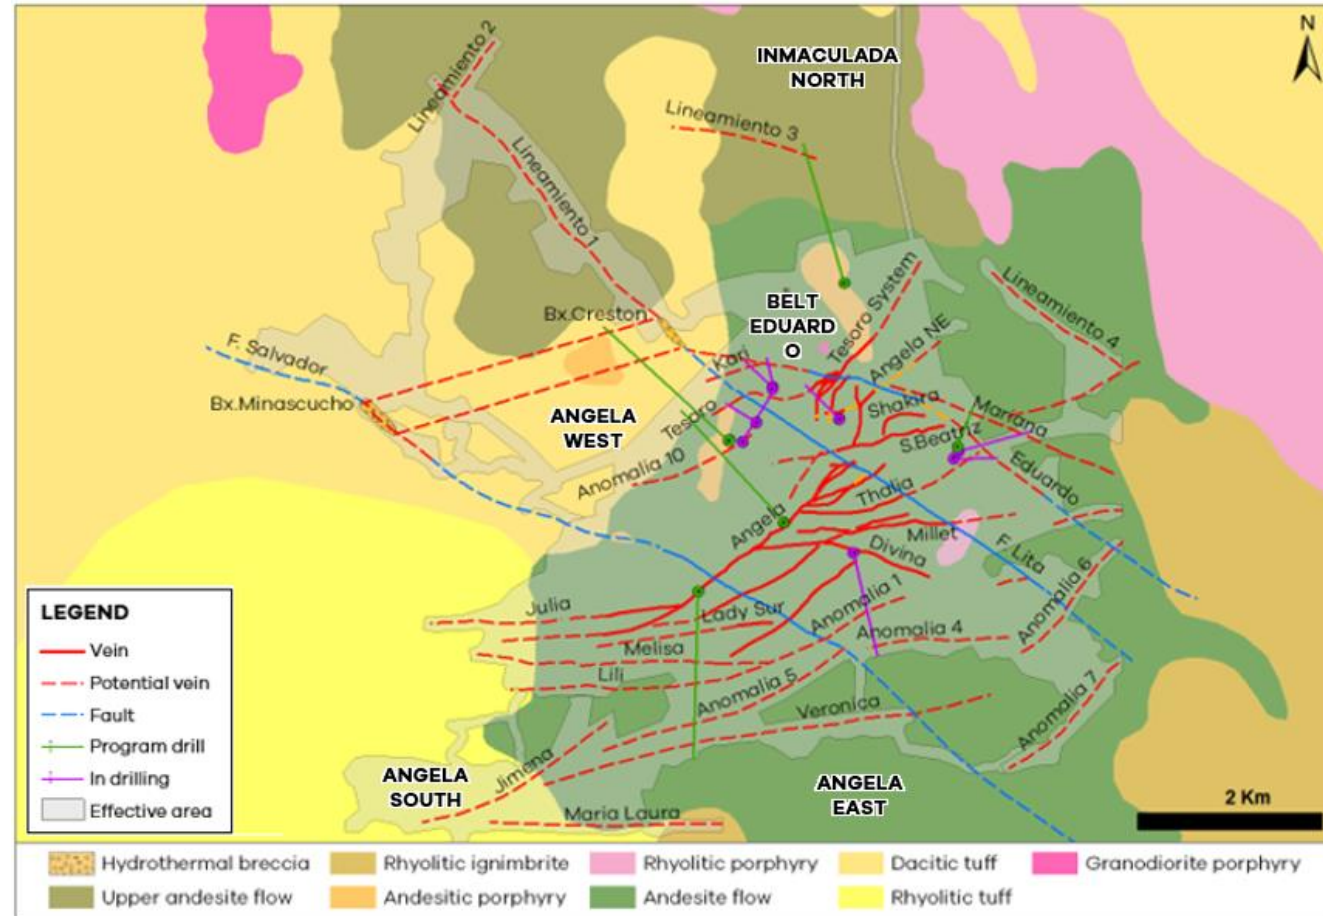 N
Lineamiento 2
INMACULADA
NORTH
Lineamiento 3
Lineamiento 1
Lineamiento 4
Tesoro System
BELT
EDUARD
O
Bx.Creston
Angela NE
F. Salvador
Kari
Bx.Minascucho
ANGELA
WEST
Tesoro
Shakira
Marrana
S.Beatriz
Anomalia 10
Eduardo
Thalia
Angela
Millet
Divina
F. Lita
Anomalia 6
Anomalia 1
Julia
Lady Sur
Anomalia 4
Melisa
Lili
Anomalia 5
Veronica
Anomalia 7
Jimena
ANGELA
SOUTH
ANGELA
EAST
Maria Laura
2 Km
LEGEND
Vein
Potential vein
Fault
Program drill
In drilling
Effective area
Hydrothermal breccia
Rhyolitic ignimbrite
Rhyolitic porphyry
Dacitic tuff
Granodiorite porphyry
Upper andesite flow
Andesitic porphyry
Andesite flow
Rhyolitic tuff